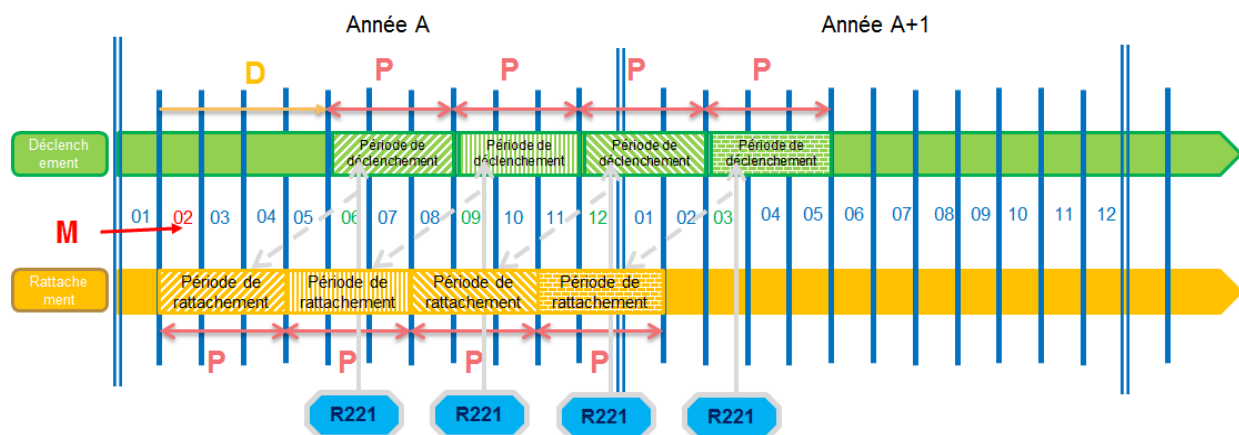 Année A Année A+1
D P P P P
Déclench
ement
Période de
déclenchement
Période de
déclenchement
Période de
déclenchement
Période de
déclenchement
01 02 03 04 05 06 07 08 09 10 11 12 01 02 03 04 05 06 07 08 09 10 11 12
M
Rattache
ment
Période de
rattachement
Période de
rattachement
Période de
rattachement
Période de
rattachement
P P P P
R221 R221 R221 R221